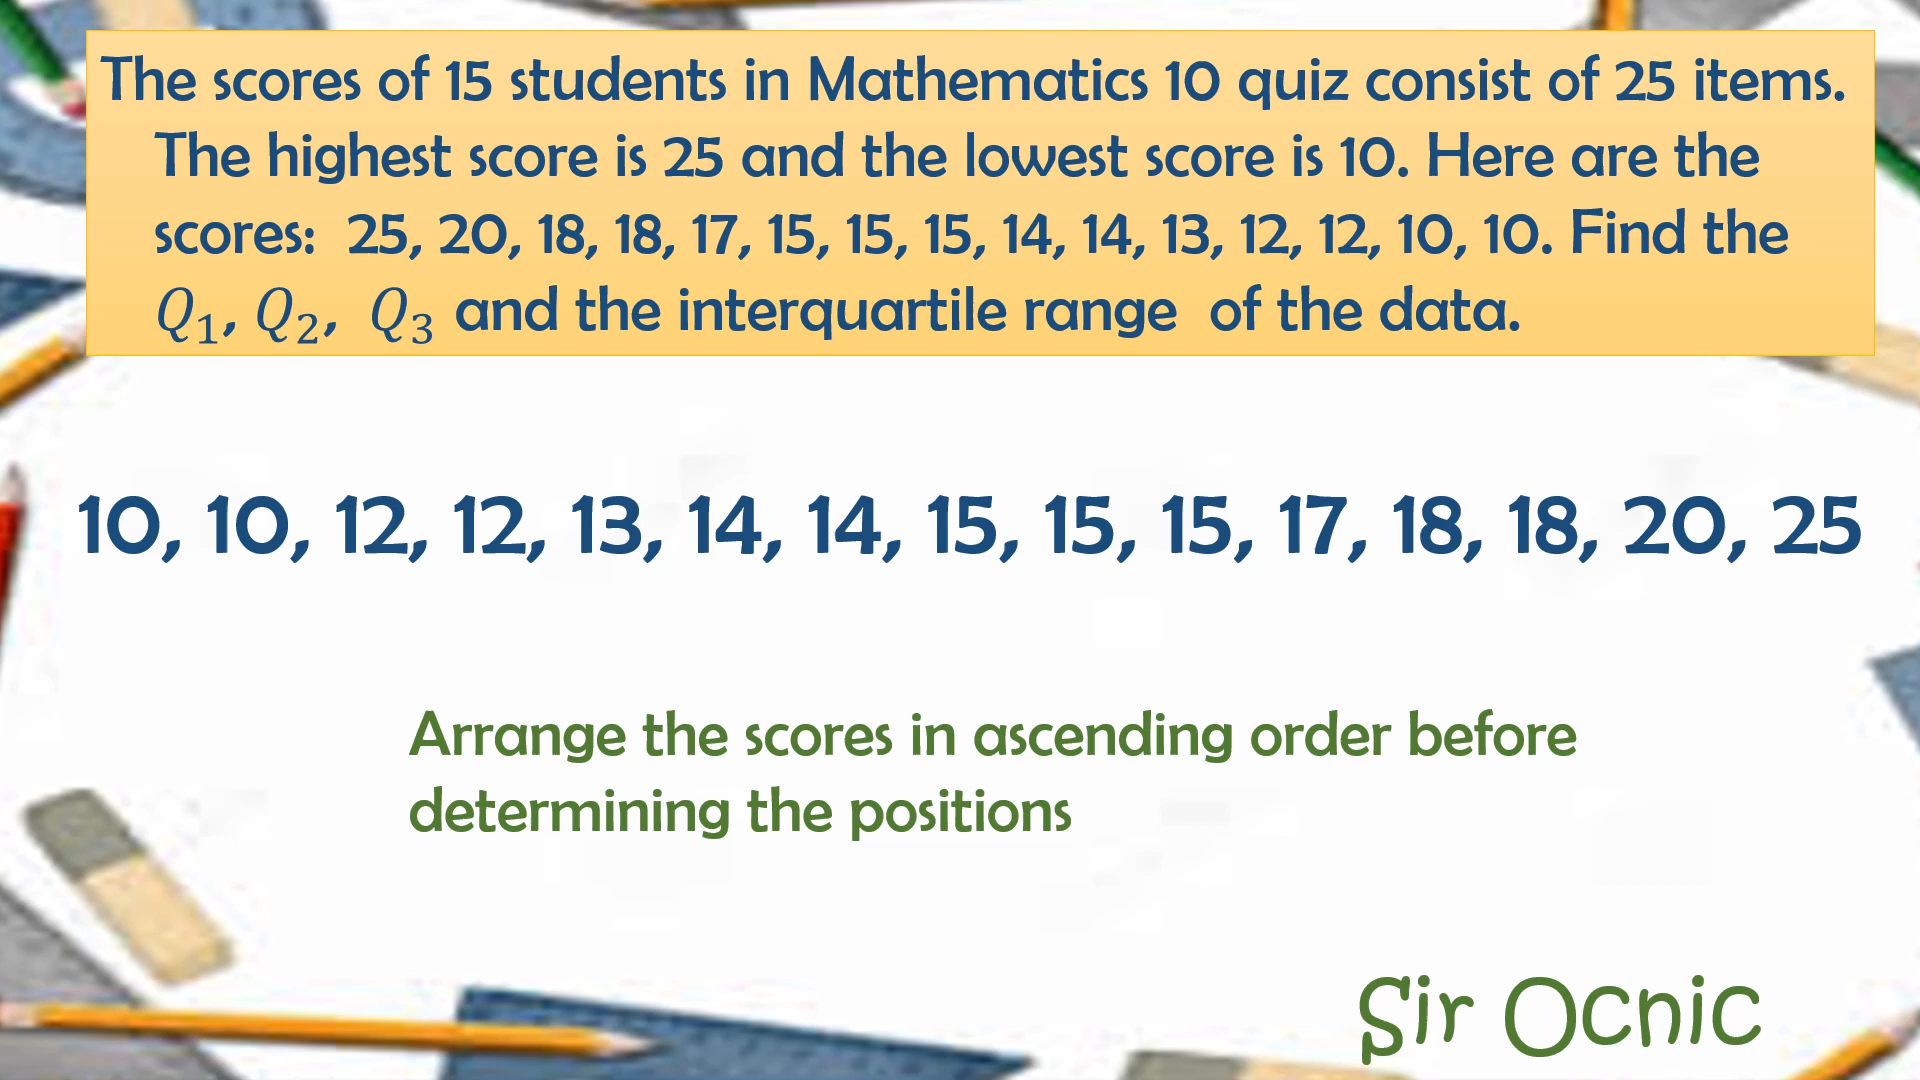 The scores of 15 students in Mathematics 10 quiz consist of 25 items.
The highest score is 25 and the lowest score is 10. Here are the
scores:  25, 20, 18, 18, 17, 15, 15, 15, 14, 14, 13, 12, 12, 10, 10. Find the
Q₁, Q₂,  Q₃ and the interquartile range  of the data.
10, 10, 12, 12, 13, 14, 14, 15, 15, 15, 17, 18, 18, 20, 25
Arrange the scores in ascending order before
determining the positions
Sir Ocnic